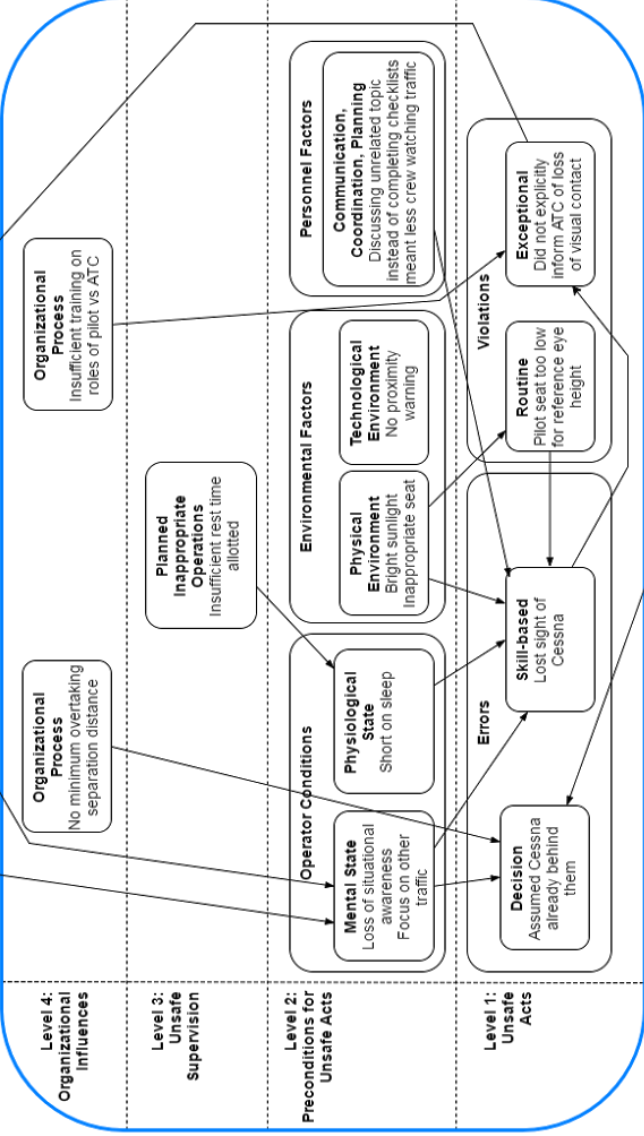 Level 4:
Organizational
Influences
Organizational
Process
No minimum overtaking
separation distance
Organizational
Process
Insufficient training on
roles of pilot vs ATC
Level 3:
Unsafe
Supervision
Planned
Inappropriate
Operations
Insufficient rest time
allotted
Level 2:
Preconditions for
Unsafe Acts
Operator Conditions
Mental State
Loss of situational
awareness
Focus on other
traffic
Physiological
State
Short on sleep
Environmental Factors
Physical
Environment
Bright sunlight
Inappropriate seat
Technological
Environment
No proximity
warning
Personnel Factors
Communication,
Coordination, Planning
Discussing unrelated topic
instead of completing checklists
meant less crew watching traffic
Level 1:
Unsafe
Acts
Errors
Decision
Assumed Cessna
already behind
them
Skill-based
Lost sight of
Cessna
Violations
Routine
Pilot seat too low
for reference eye
height
Exceptional
Did not explicitly
inform ATC of loss
of visual contact